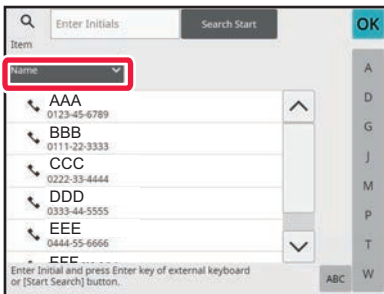 Enter Initials
Search Start
OK
Item
Name
AAA
0123-45-6789
BBB
0111-22-3333
CCC
0222-33-4444
DDD
0333-44-5555
EEE
0444-55-6666
Enter Initial and press Enter key of external keyboard
or [Start Search] button.
ABC
A
D
G
J
M
P
T
W